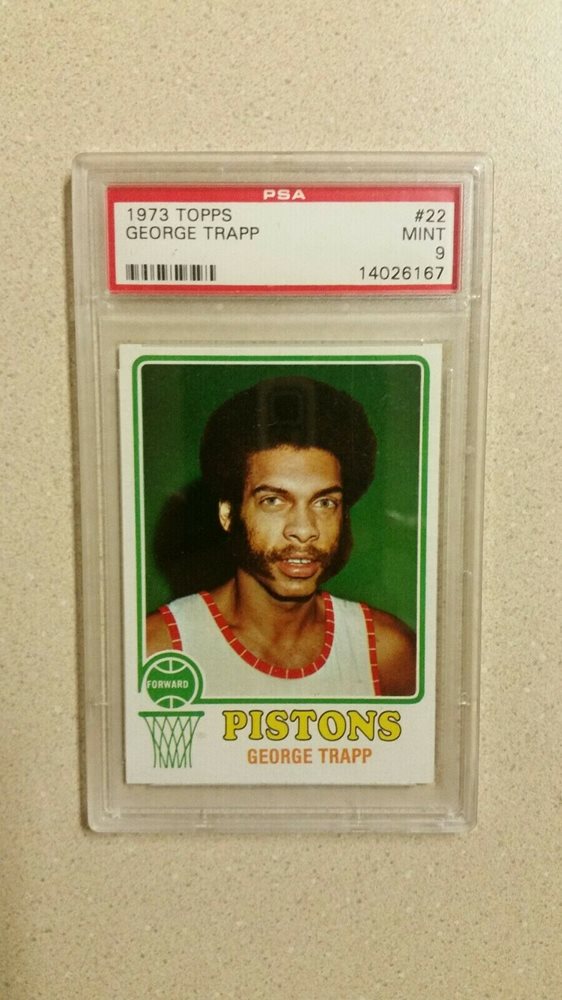 PSA
1973 TOPPS #22
GEORGE TRAPP MINT
9
14026167
FORWARD
PISTONS
GEORGE TRAPP